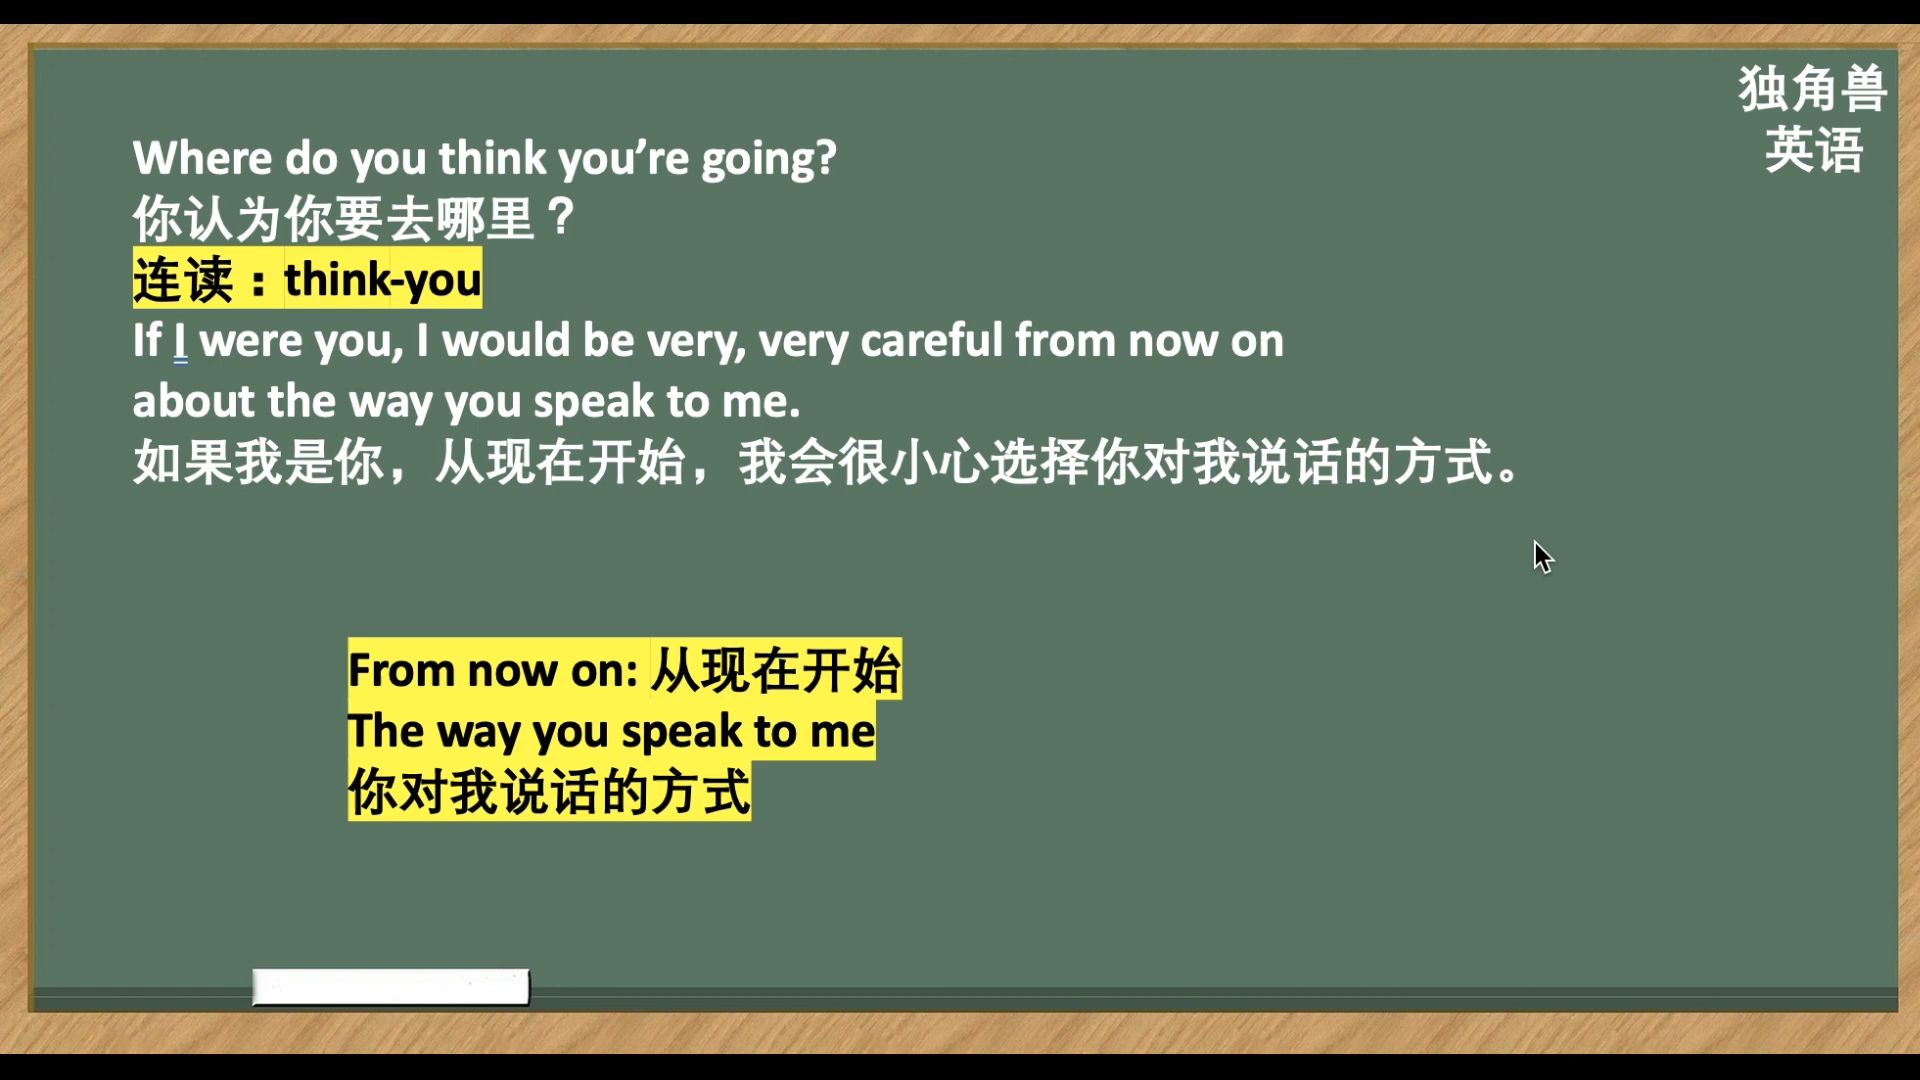 独角兽
英语
Where do you think you’re going?
你认为你要去哪里？
连读：think-you
If I were you, I would be very, very careful from now on
about the way you speak to me.
如果我是你，从现在开始，我会很小心选择你对我说话的方式。
From now on: 从现在开始
The way you speak to me
你对我说话的方式